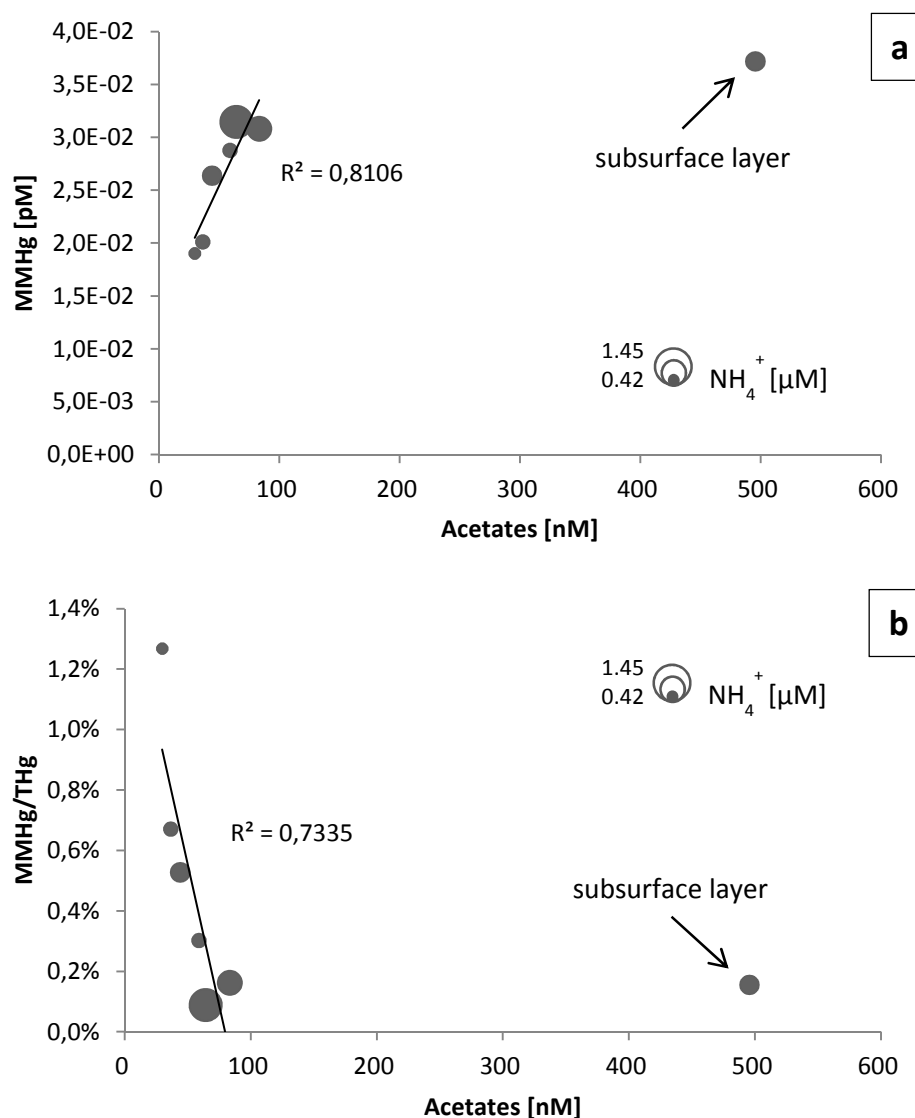 a
4,0E-02
3,5E-02
3,0E-02
2,5E-02
2,0E-02
1,5E-02
1,0E-02
5,0E-03
0,0E+00
MMHg [pM]
subsurface layer
R² = 0,8106
1.45
0.42
NH₄⁺ [µM]
0 100 200 300 400 500 600
Acetates [nM]
b
1,4%
1,2%
1,0%
0,8%
0,6%
0,4%
0,2%
0,0%
MMHg/THg
1.45
0.42
NH₄⁺ [µM]
R² = 0,7335
subsurface layer
0 100 200 300 400 500 600
Acetates [nM]